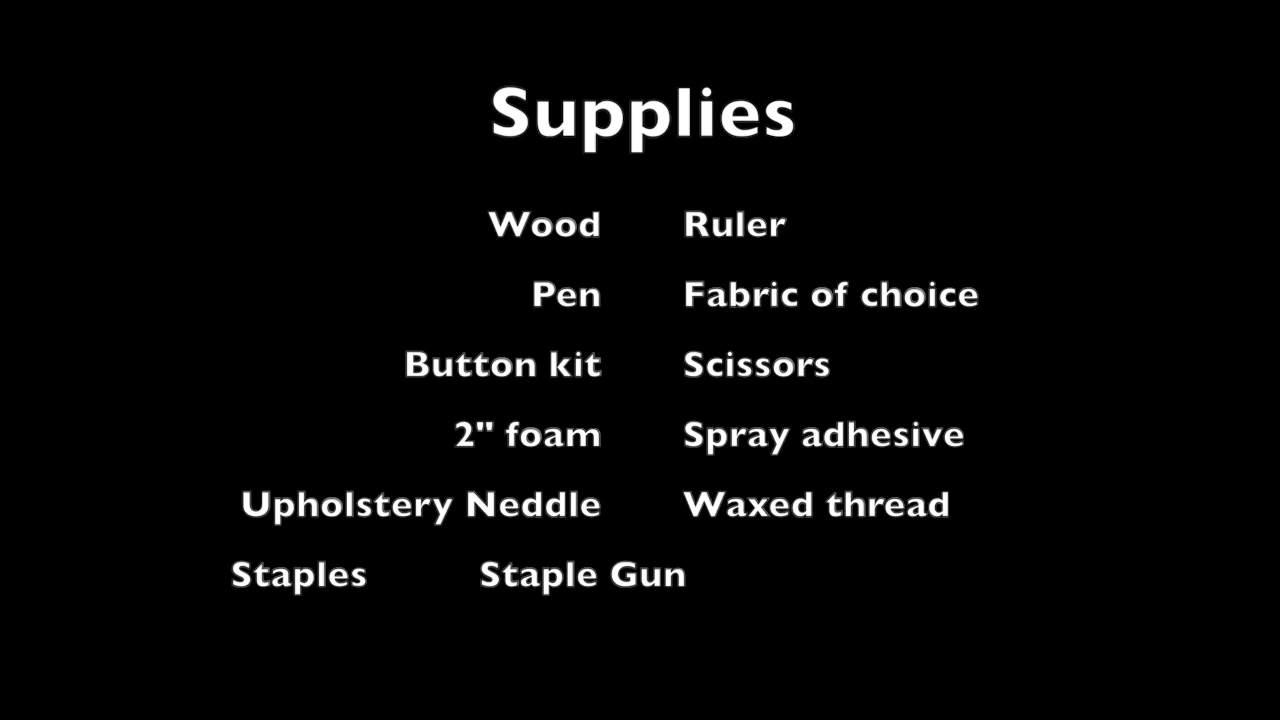 Supplies
Wood Ruler
Pen Fabric of choice
Button kit Scissors
2" foam Spray adhesive
Upholstery Neddle Waxed thread
Staples Staple Gun